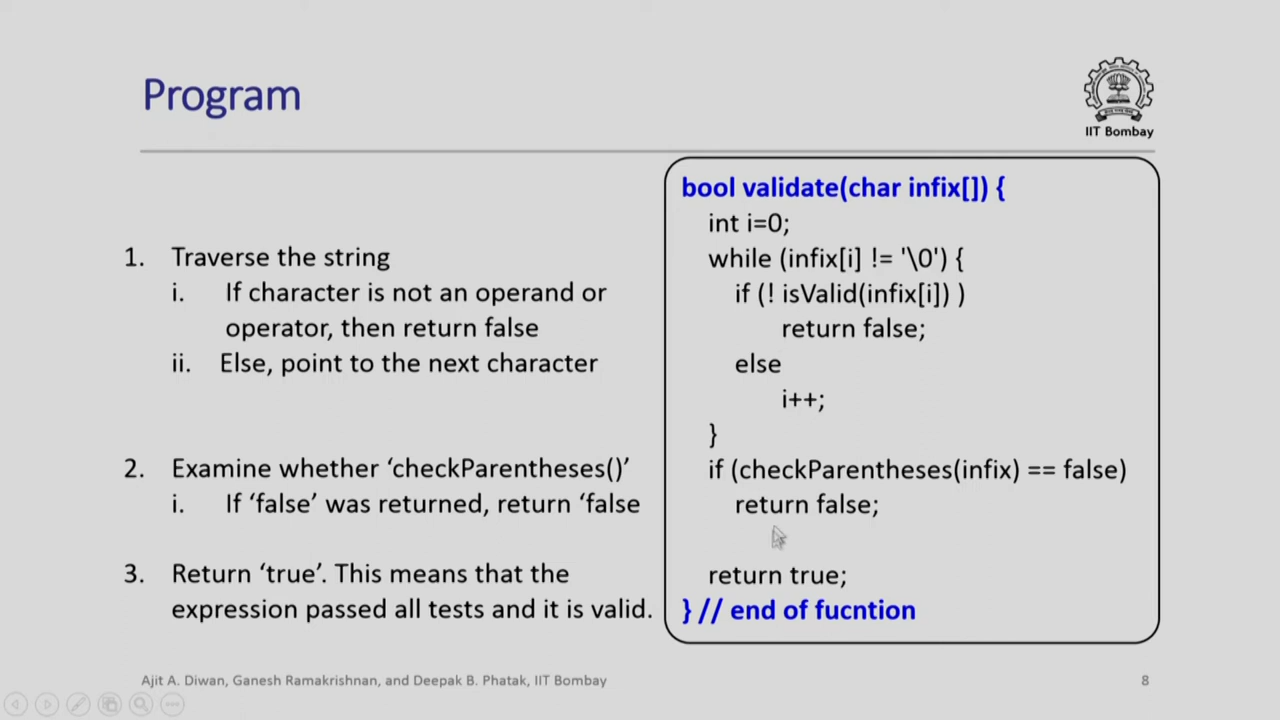 Program
IIT Bombay
1. Traverse the string
i. If character is not an operand or
operator, then return false
ii. Else, point to the next character
2. Examine whether ‘checkParentheses()’
i. If ‘false’ was returned, return ‘false
3. Return ‘true’. This means that the
expression passed all tests and it is valid.
bool validate(char infix[]) {
int i=0;
while (infix[i] != '\0') {
if (! isValid(infix[i]) )
return false;
else
i++;
}
if (checkParentheses(infix) == false)
return false;
return true;
} // end of fucntion
Ajit A. Diwan, Ganesh Ramakrishnan, and Deepak B. Phatak, IIT Bombay
8